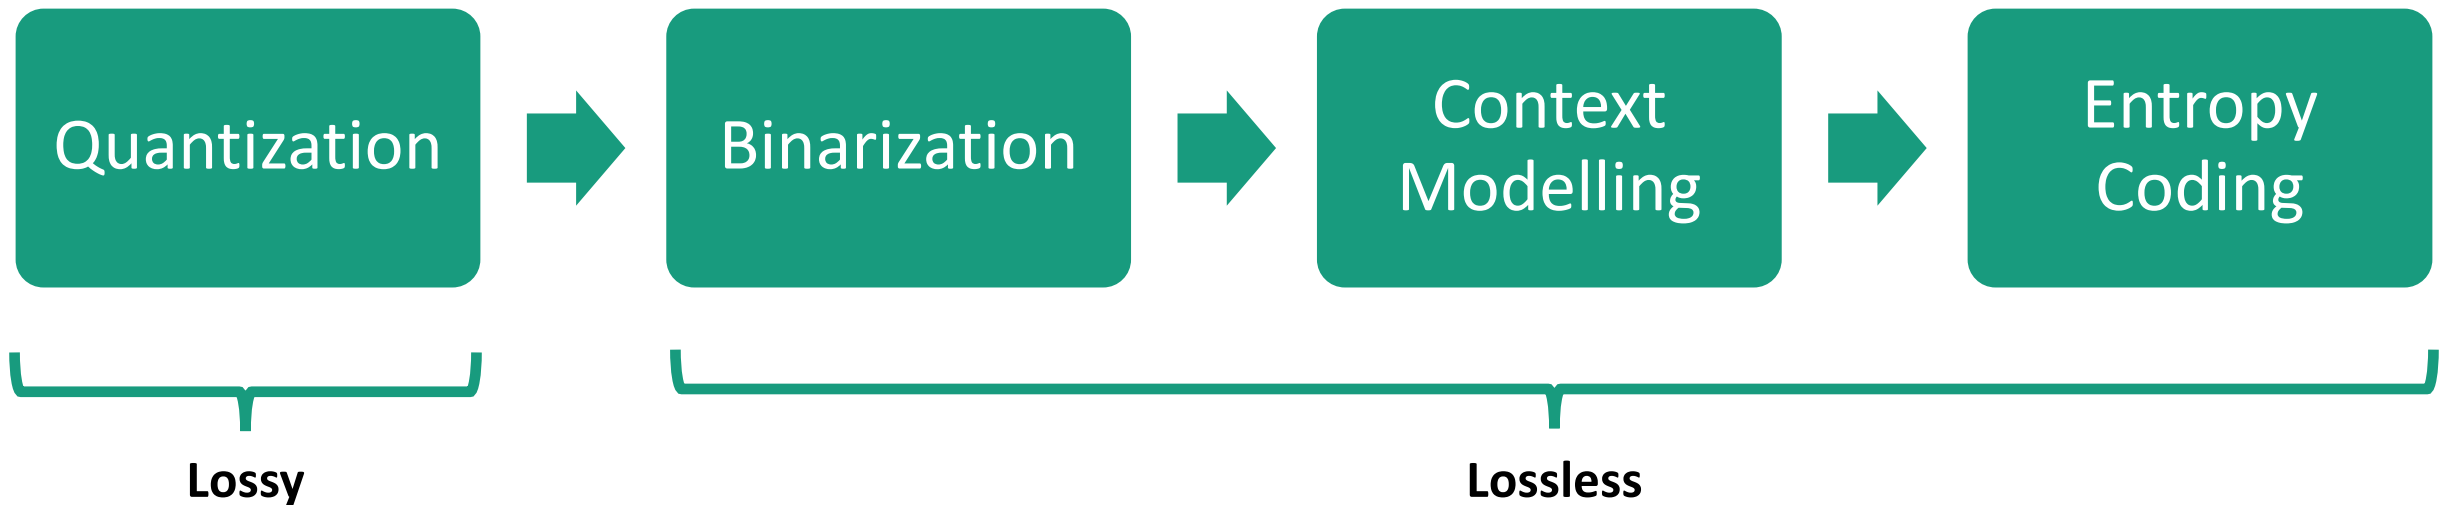 Quantization
Binarization
Context
Modelling
Entropy
Coding
Lossy
Lossless